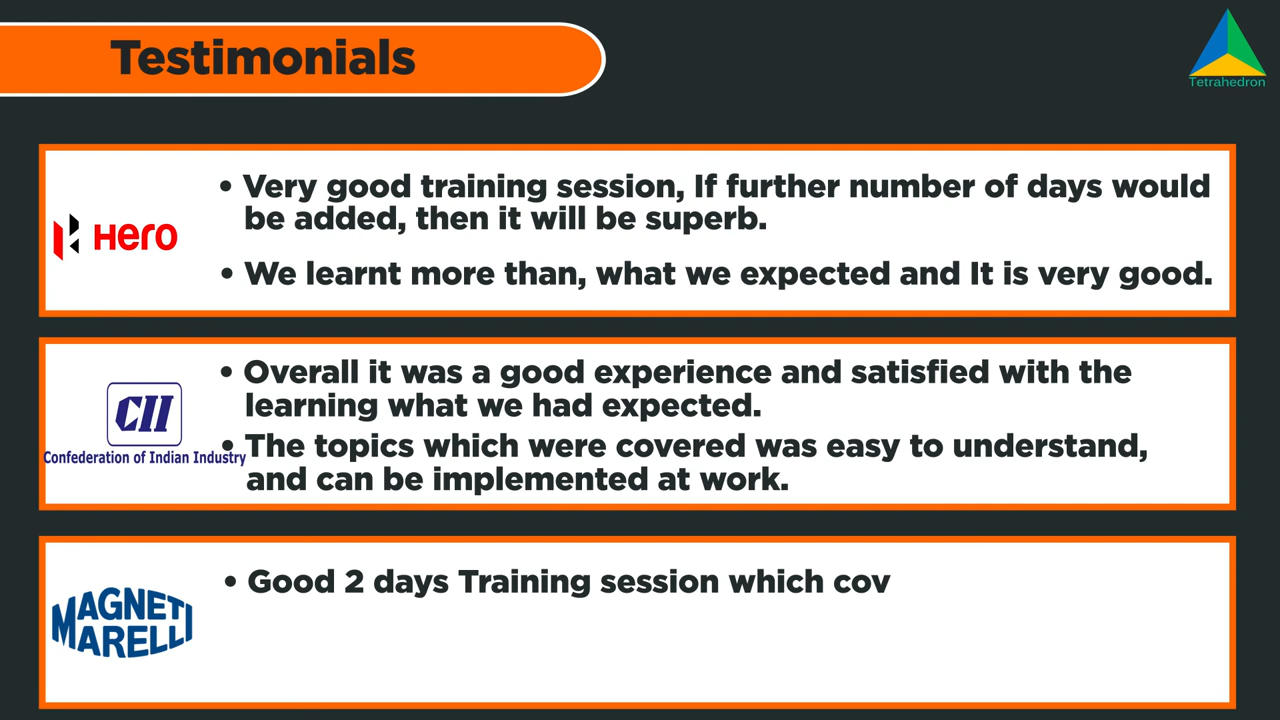 Testimonials
Tetrahedron
• Very good training session, If further number of days would
be added, then it will be superb.
Hero
• We learnt more than, what we expected and It is very good.
• Overall it was a good experience and satisfied with the
learning what we had expected.
CII
Confederation of Indian Industry
• The topics which were covered was easy to understand,
and can be implemented at work.
• Good 2 days Training session which cov
MAGNETI
MARELLI